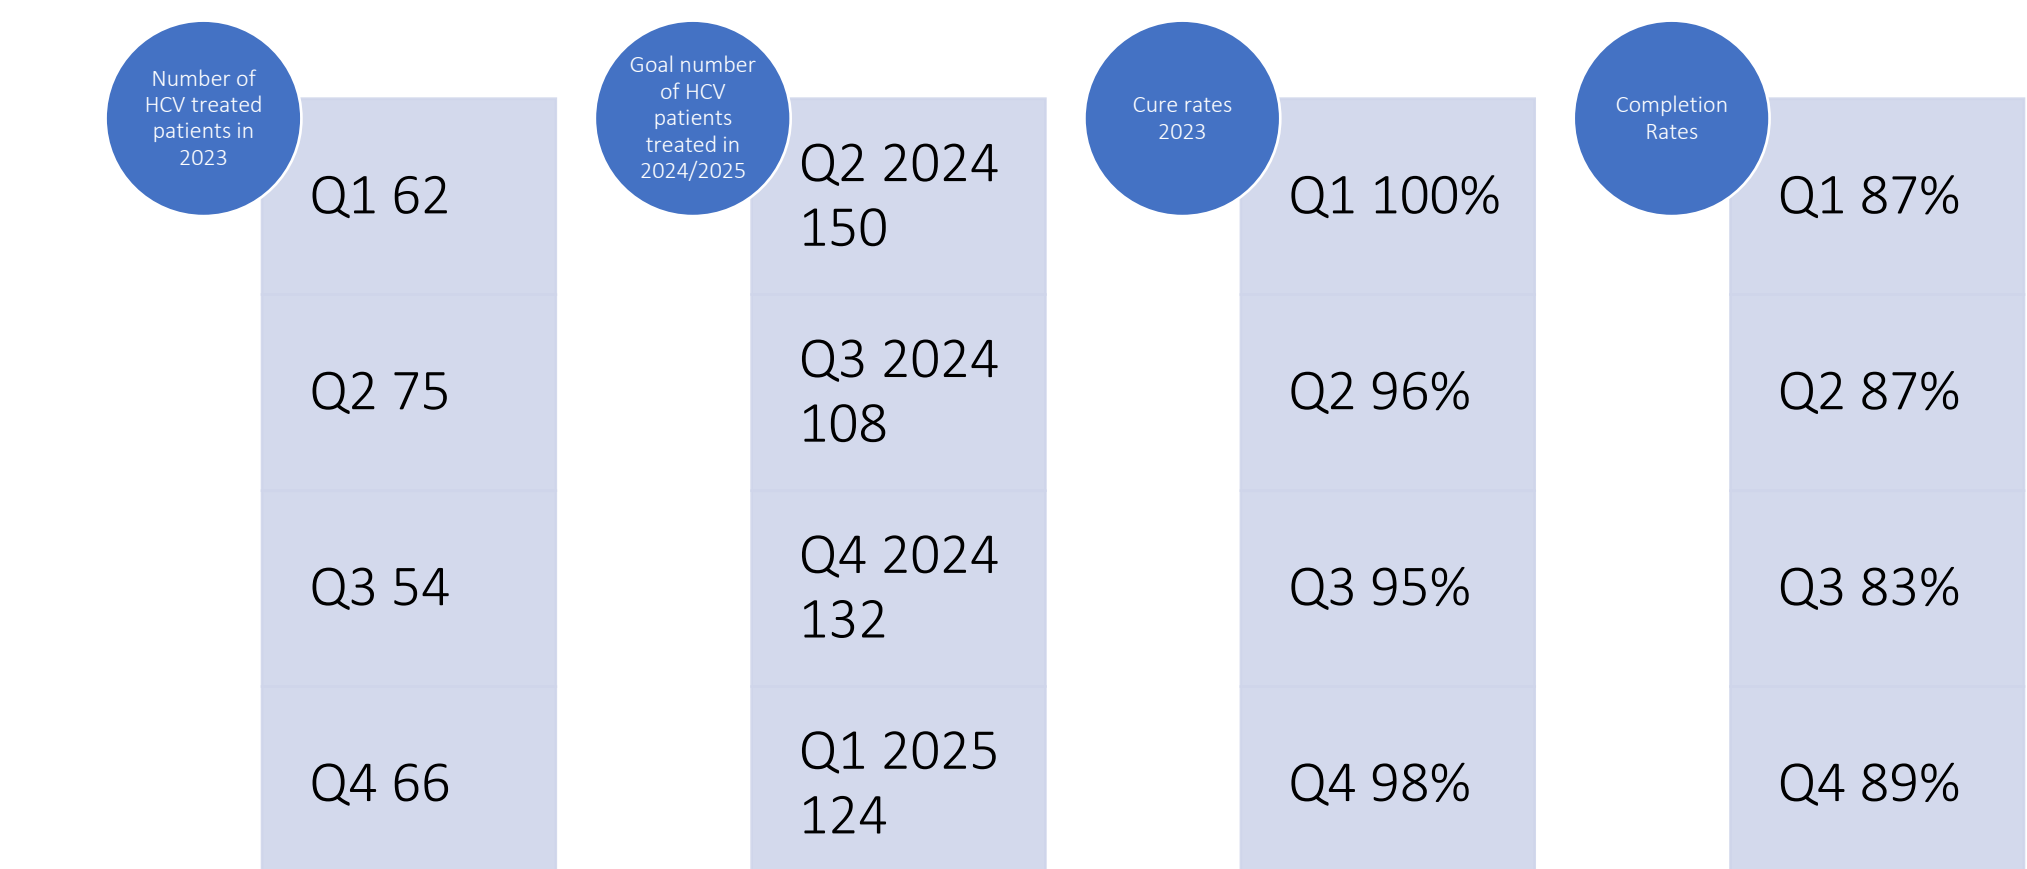 Number of
HCV treated
patients in
2023
Q1 62
Q2 75
Q3 54
Q4 66
Goal number
of HCV
patients
treated in
2024/2025
Q2 2024
150
Q3 2024
108
Q4 2024
132
Q1 2025
124
Cure rates
2023
Q1 100%
Q2 96%
Q3 95%
Q4 98%
Completion
Rates
Q1 87%
Q2 87%
Q3 83%
Q4 89%